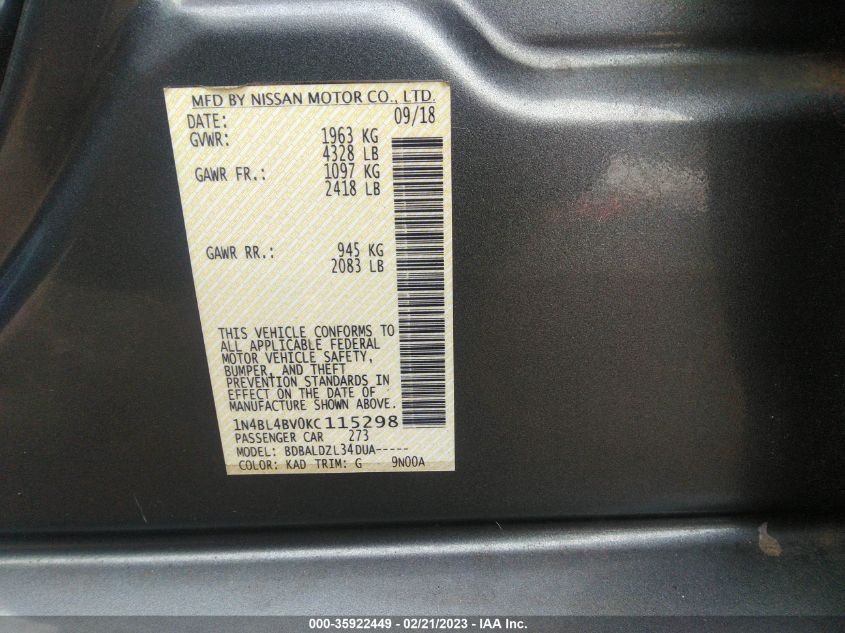 MFD BY NISSAN MOTOR CO., LTD.
DATE: 09/18
GVWR: 1963 KG
4328 LB
GAWR FR.: 1097 KG
2418 LB
GAWR RR.: 945 KG
2083 LB
THIS VEHICLE CONFORMS TO
ALL APPLICABLE FEDERAL
MOTOR VEHICLE SAFETY,
BUMPER, AND THEFT
PREVENTION STANDARDS IN
EFFECT ON THE DATE OF
MANUFACTURE SHOWN ABOVE.
1N4BL4BV0KC115298
PASSENGER CAR 273
MODEL: BDBALDZL34DUA-----
COLOR: KAD TRIM: G 9N00A
000-35922449 - 02/21/2023 - IAA Inc.